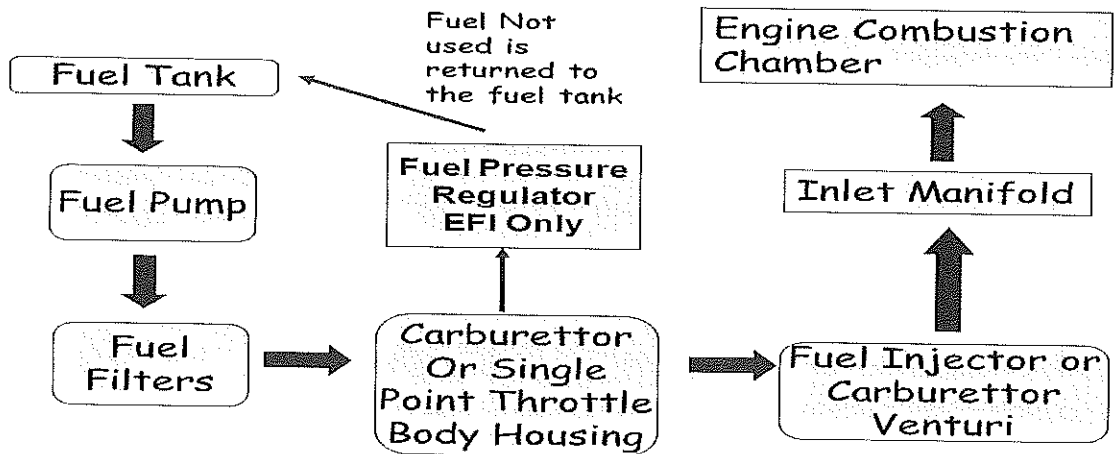 Fuel Tank
Fuel Pump
Fuel
Filters
Carburettor
Or Single
Point Throttle
Body Housing
Fuel Pressure
Regulator
EFI Only
Fuel Not
used is
returned to
the fuel tank
Fuel Injector or
Carburettor
Venturi
Inlet Manifold
Engine Combustion
Chamber